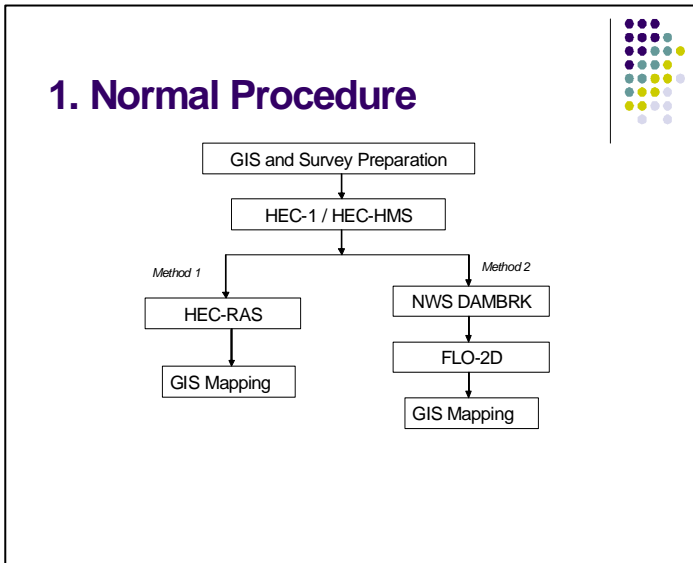 1. Normal Procedure
GIS and Survey Preparation
HEC-1 / HEC-HMS
Method 1
Method 2
HEC-RAS
NWS DAMBRK
GIS Mapping
FLO-2D
GIS Mapping